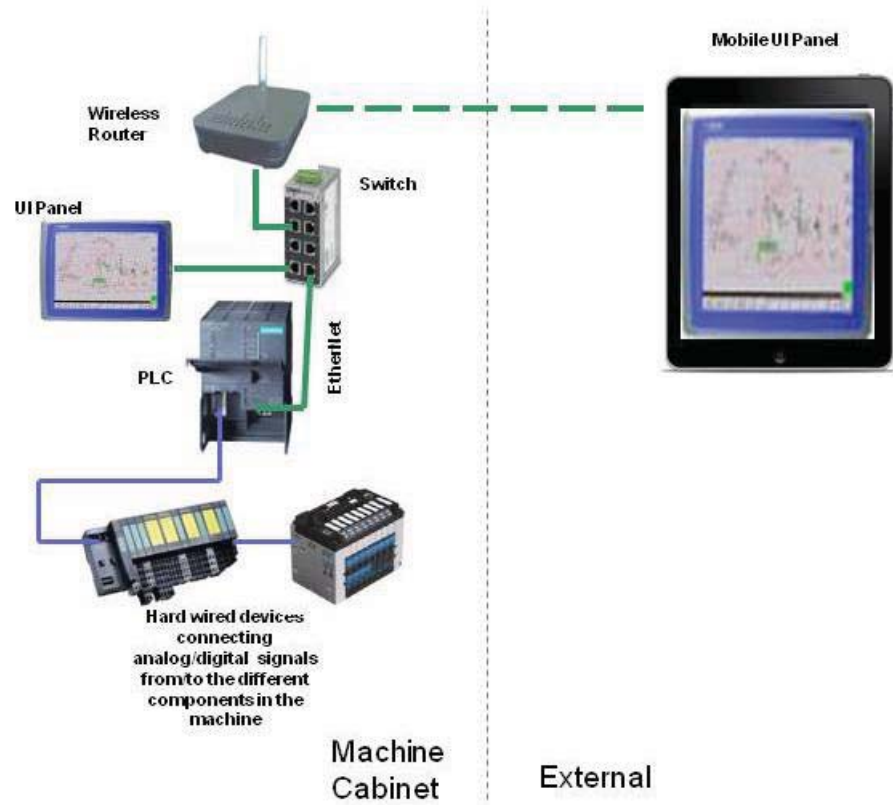 Mobile UI Panel
Wireless
Router
Switch
UI Panel
PLC
EtherNet
Hard wired devices
connecting
analog/digital signals
from/to the different
components in the
machine
Machine
Cabinet
External